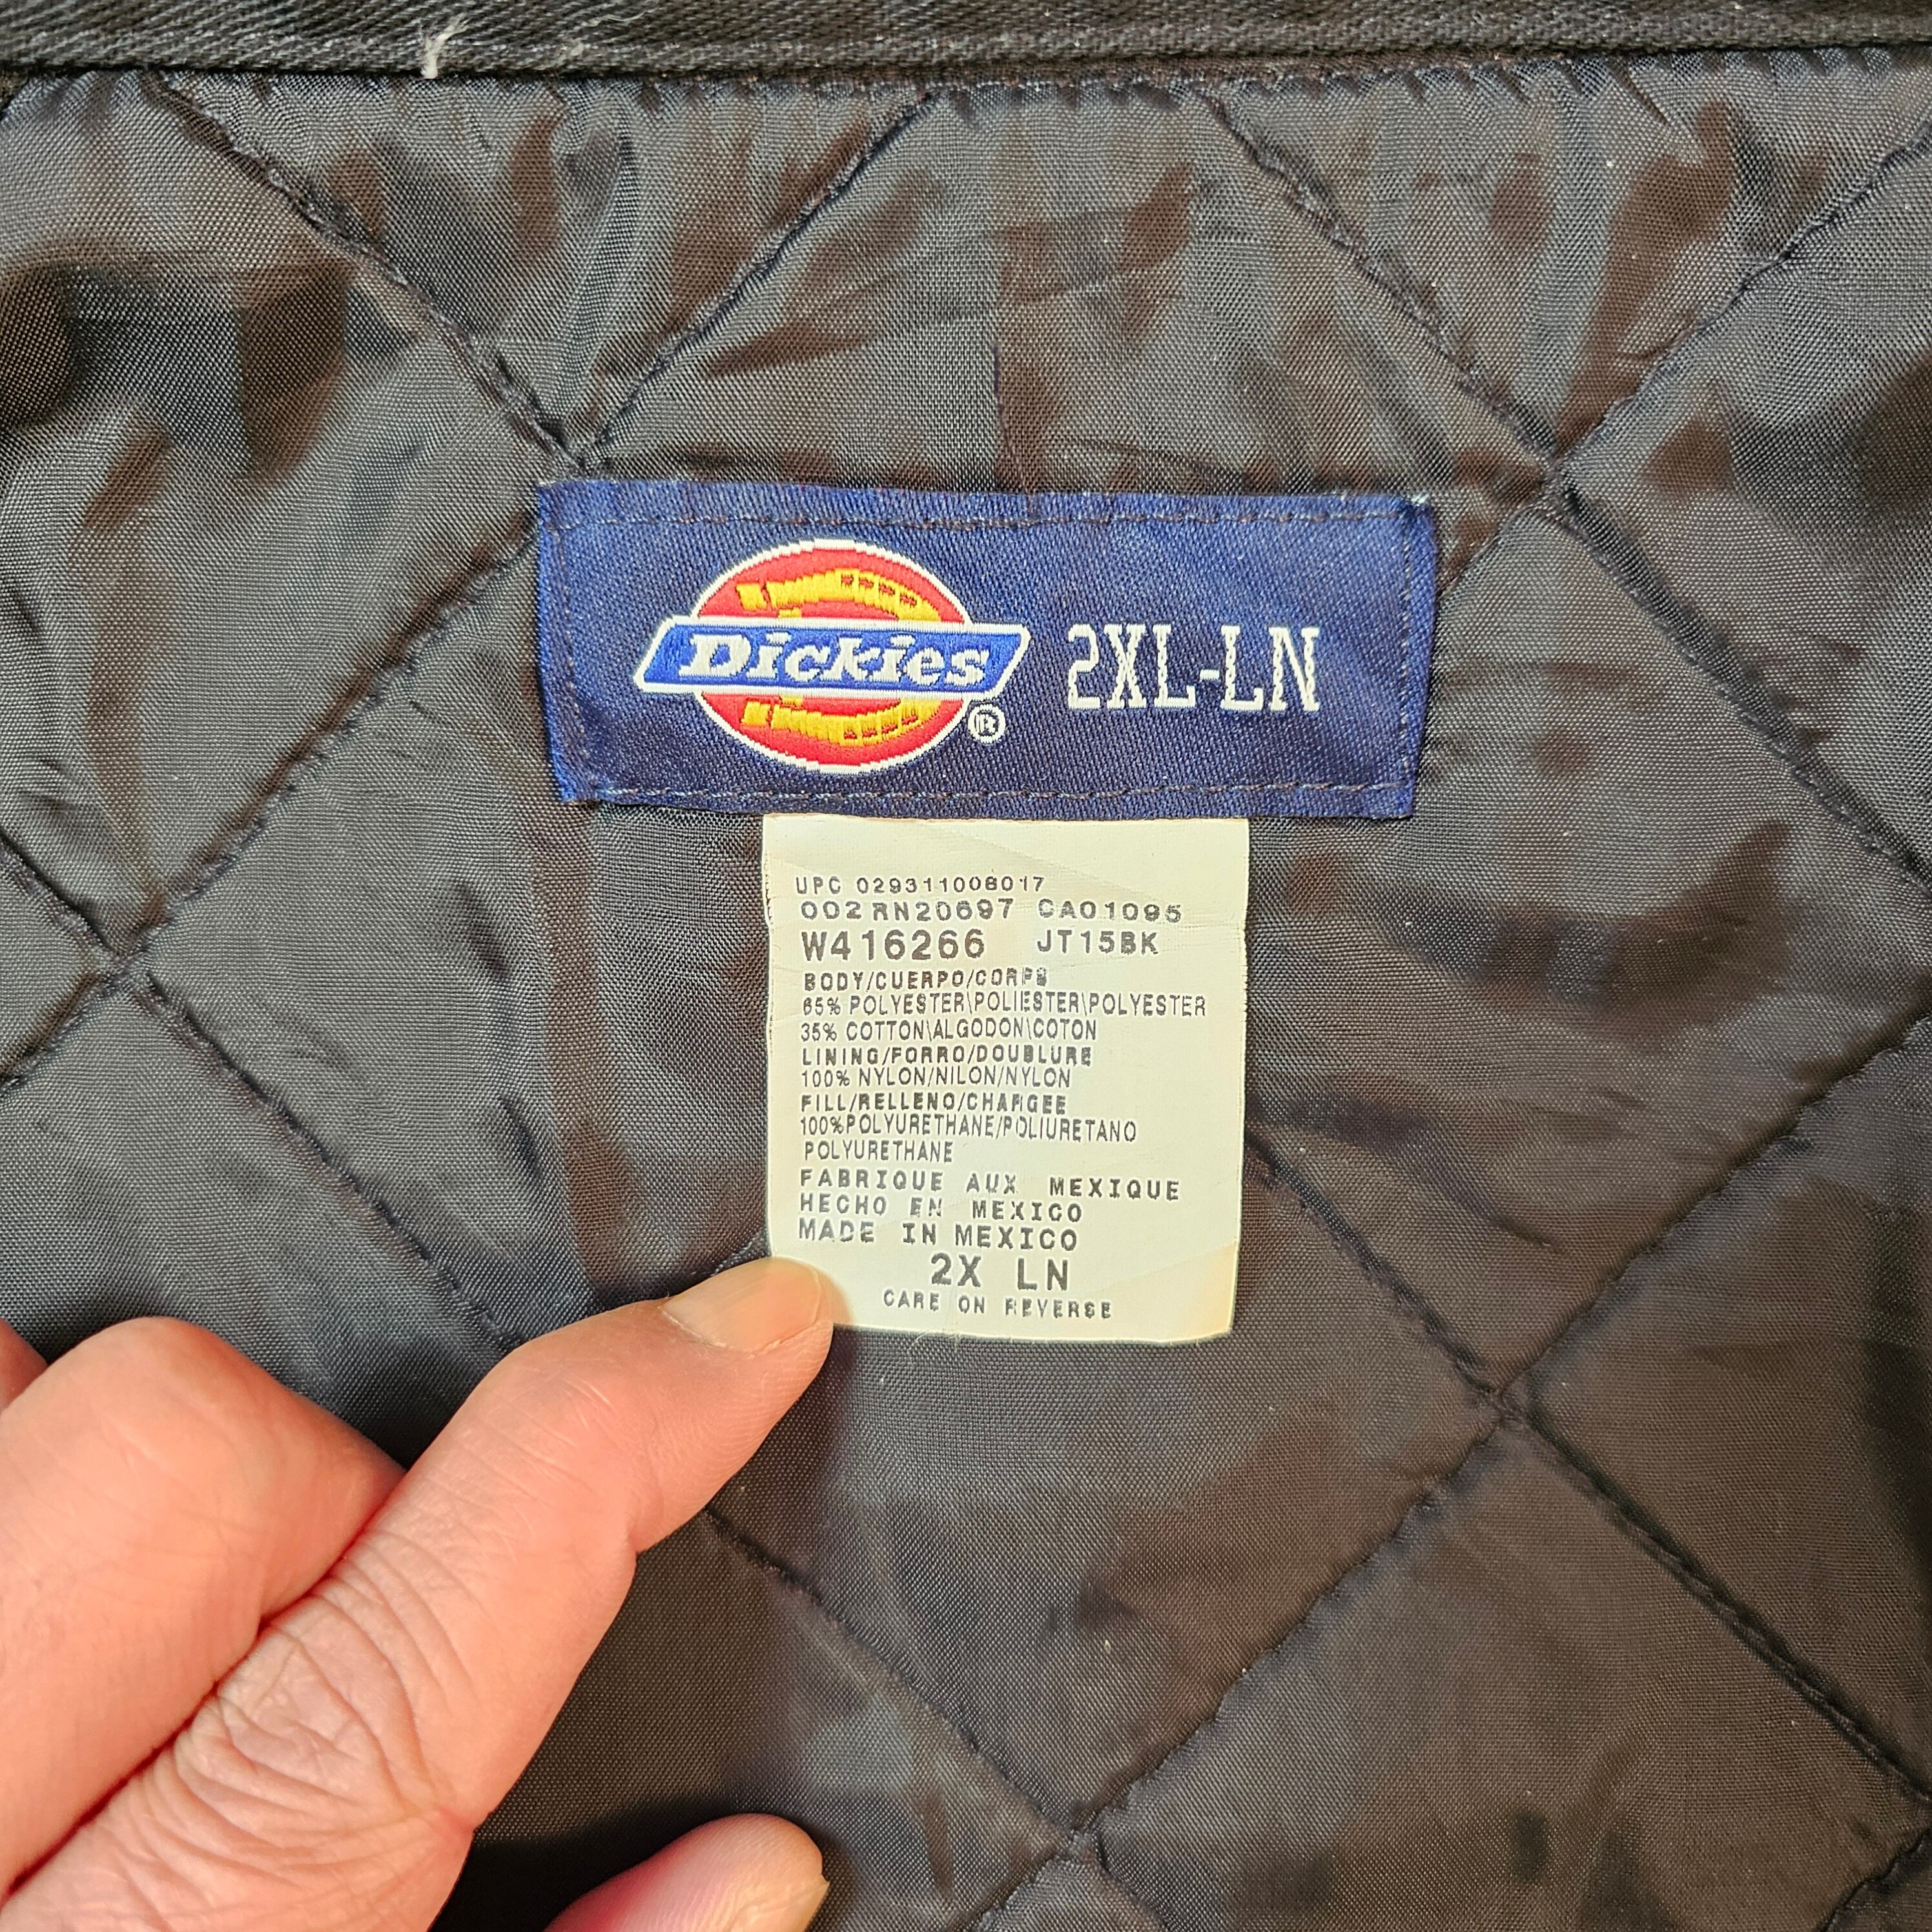 Dickies ® 2XL-LN
UPC 029311008017
002 RN20697 CA01095
W416266 JT15BK
BODY/CUERPO/CORPS
65% POLYESTER\POLIESTER\POLYESTER
35% COTTON\ALGODON\COTON
LINING/FORRO/DOUBLURE
100% NYLON/NILON/NYLON
FILL/RELLENO/CHARGEE
100%POLYURETHANE/POLIURETANO
POLYURETHANE
FABRIQUE AUX MEXIQUE
HECHO EN MEXICO
MADE IN MEXICO
2X LN
CARE ON REVERSE